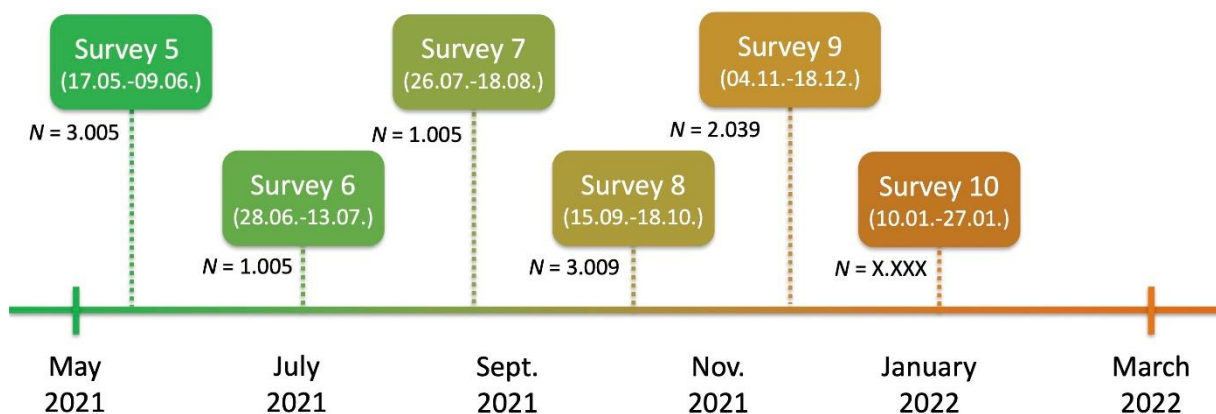 Survey 5
(17.05.-09.06.)
N = 3.005
Survey 6
(28.06.-13.07.)
N = 1.005
Survey 7
(26.07.-18.08.)
N = 1.005
Survey 8
(15.09.-18.10.)
N = 3.009
Survey 9
(04.11.-18.12.)
N = 2.039
Survey 10
(10.01.-27.01.)
N = X.XXX
May
2021
July
2021
Sept.
2021
Nov.
2021
January
2022
March
2022